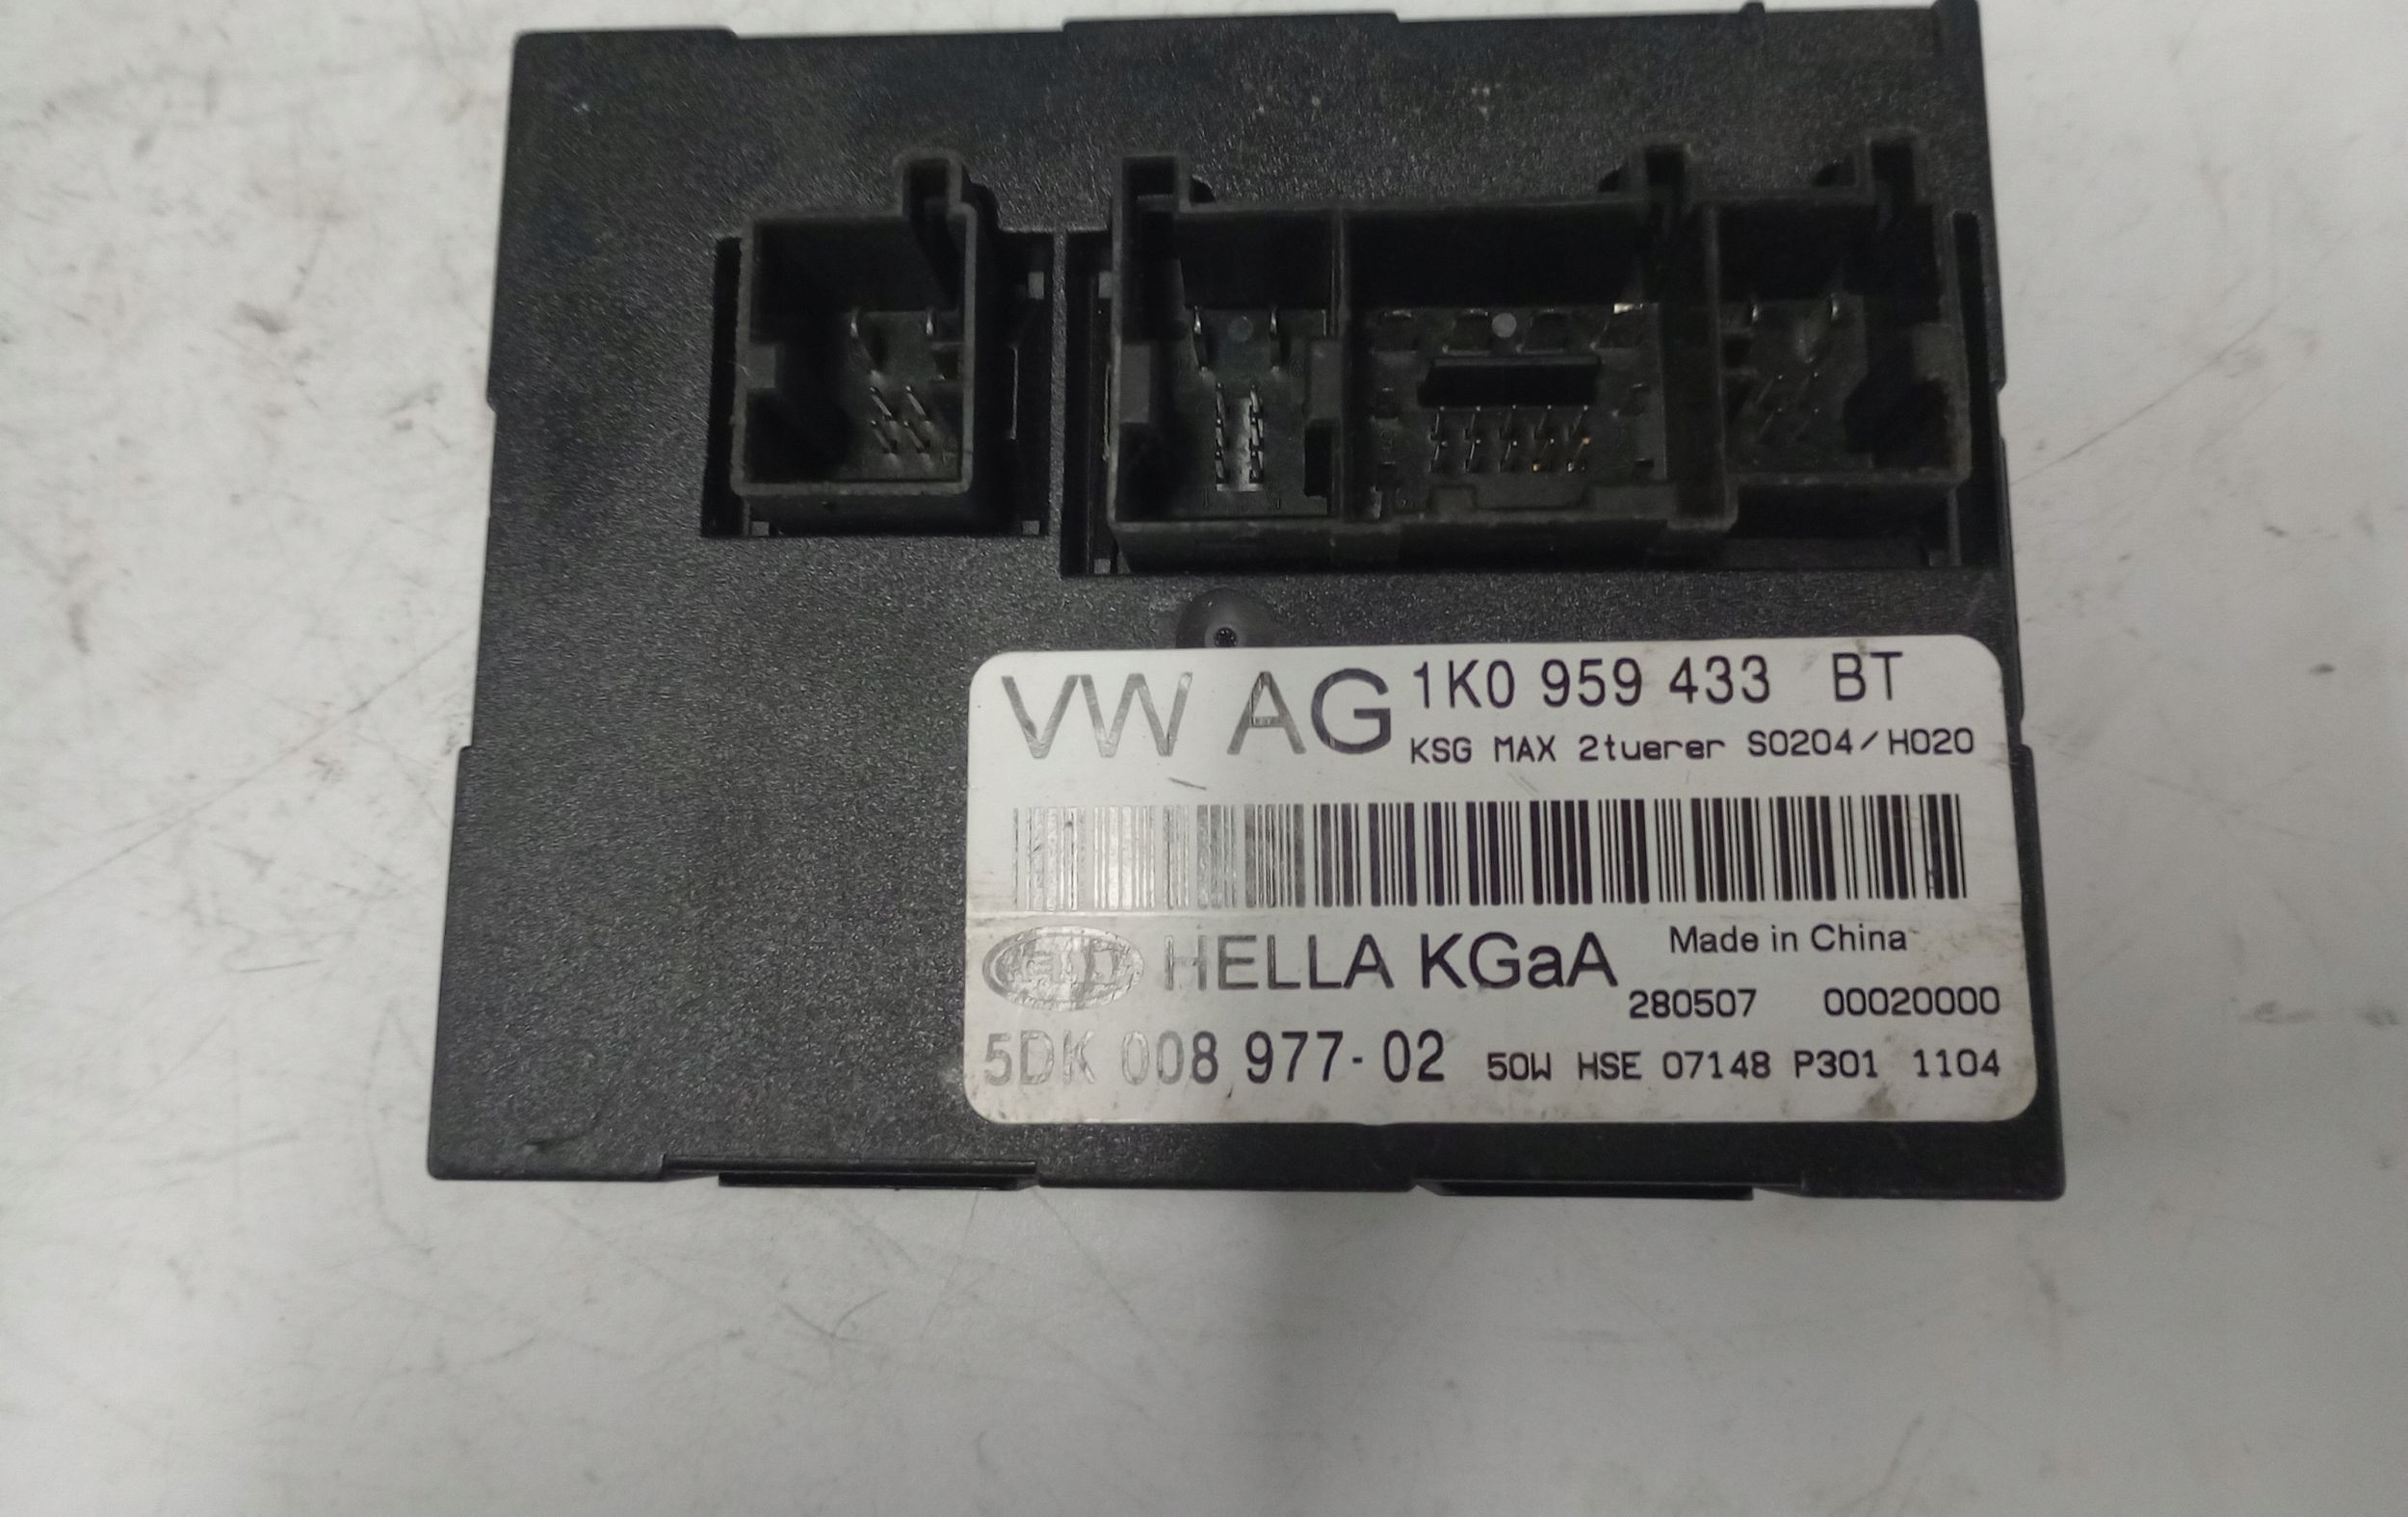 VW AG 1K0 959 433 BT
KSG MAX 2tuerer S0204/H020
HELLA KGaA Made in China
280507 00020000
5DK 008 977-02 50W HSE 07148 P301 1104